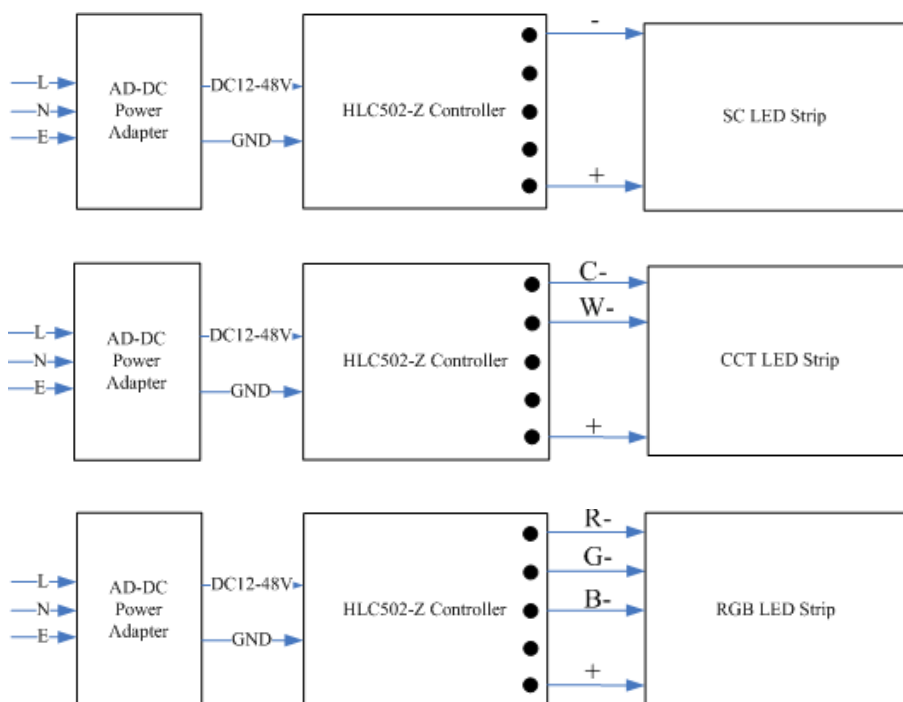 -
L
N
E
AD-DC
Power
Adapter
DC12-48V
GND
HLC502-Z Controller
SC LED Strip
+
C-
W-
L
N
E
AD-DC
Power
Adapter
DC12-48V
GND
HLC502-Z Controller
CCT LED Strip
+
R-
G-
B-
L
N
E
AD-DC
Power
Adapter
DC12-48V
GND
HLC502-Z Controller
RGB LED Strip
+